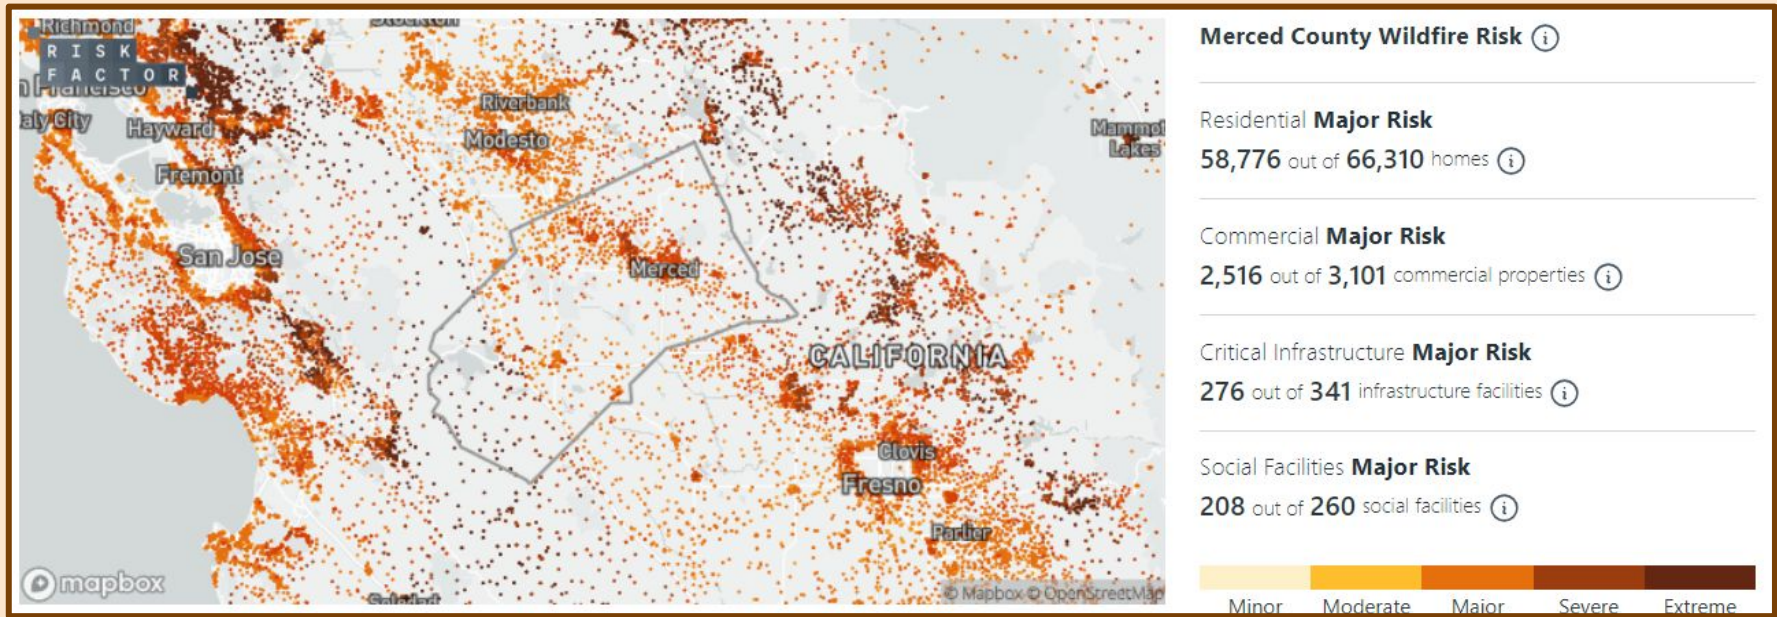 Richmond
RISK
FACTOR
n Francisco
aly City
Hayward
Fremont
San Jose
Stockton
Riverbank
Modesto
Merced
Mammot
Lakes
CALIFORNIA
Clovis
Fresno
Parlier
Soledad
mapbox
© Mapbox © OpenStreetMap
Merced County Wildfire Risk
Residential Major Risk
58,776 out of 66,310 homes
Commercial Major Risk
2,516 out of 3,101 commercial properties
Critical Infrastructure Major Risk
276 out of 341 infrastructure facilities
Social Facilities Major Risk
208 out of 260 social facilities
Minor Moderate Major Severe Extreme